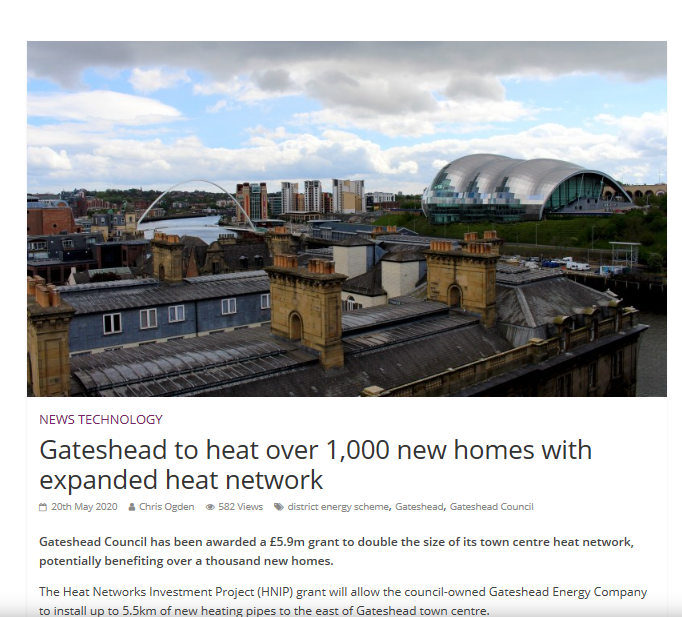 NEWS TECHNOLOGY
Gateshead to heat over 1,000 new homes with
expanded heat network
20th May 2020 Chris Ogden 582 Views district energy scheme, Gateshead, Gateshead Council
Gateshead Council has been awarded a £5.9m grant to double the size of its town centre heat network,
potentially benefiting over a thousand new homes.
The Heat Networks Investment Project (HNIP) grant will allow the council-owned Gateshead Energy Company
to install up to 5.5km of new heating pipes to the east of Gateshead town centre.